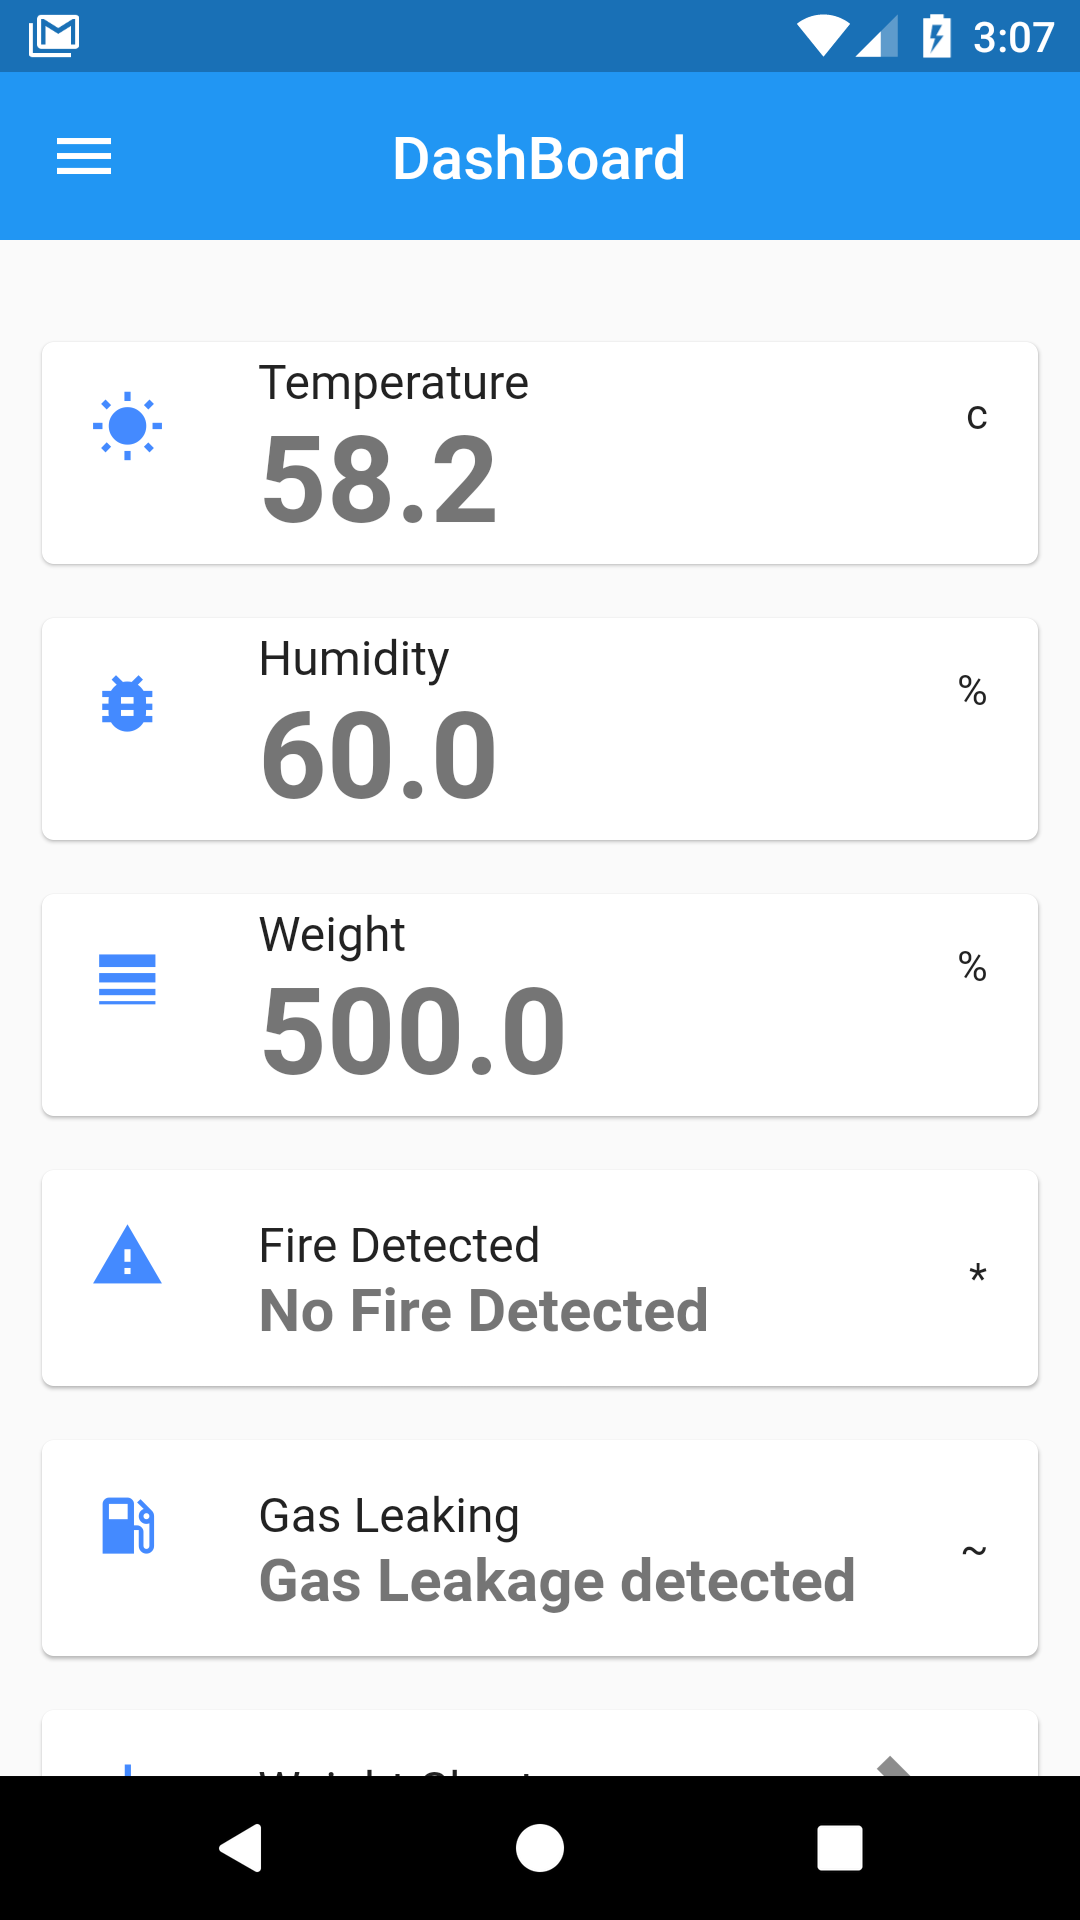 3:07
DashBoard
Temperature
58.2
c
Humidity
60.0
%
Weight
500.0
%
Fire Detected
No Fire Detected
*
Gas Leaking
Gas Leakage detected
~